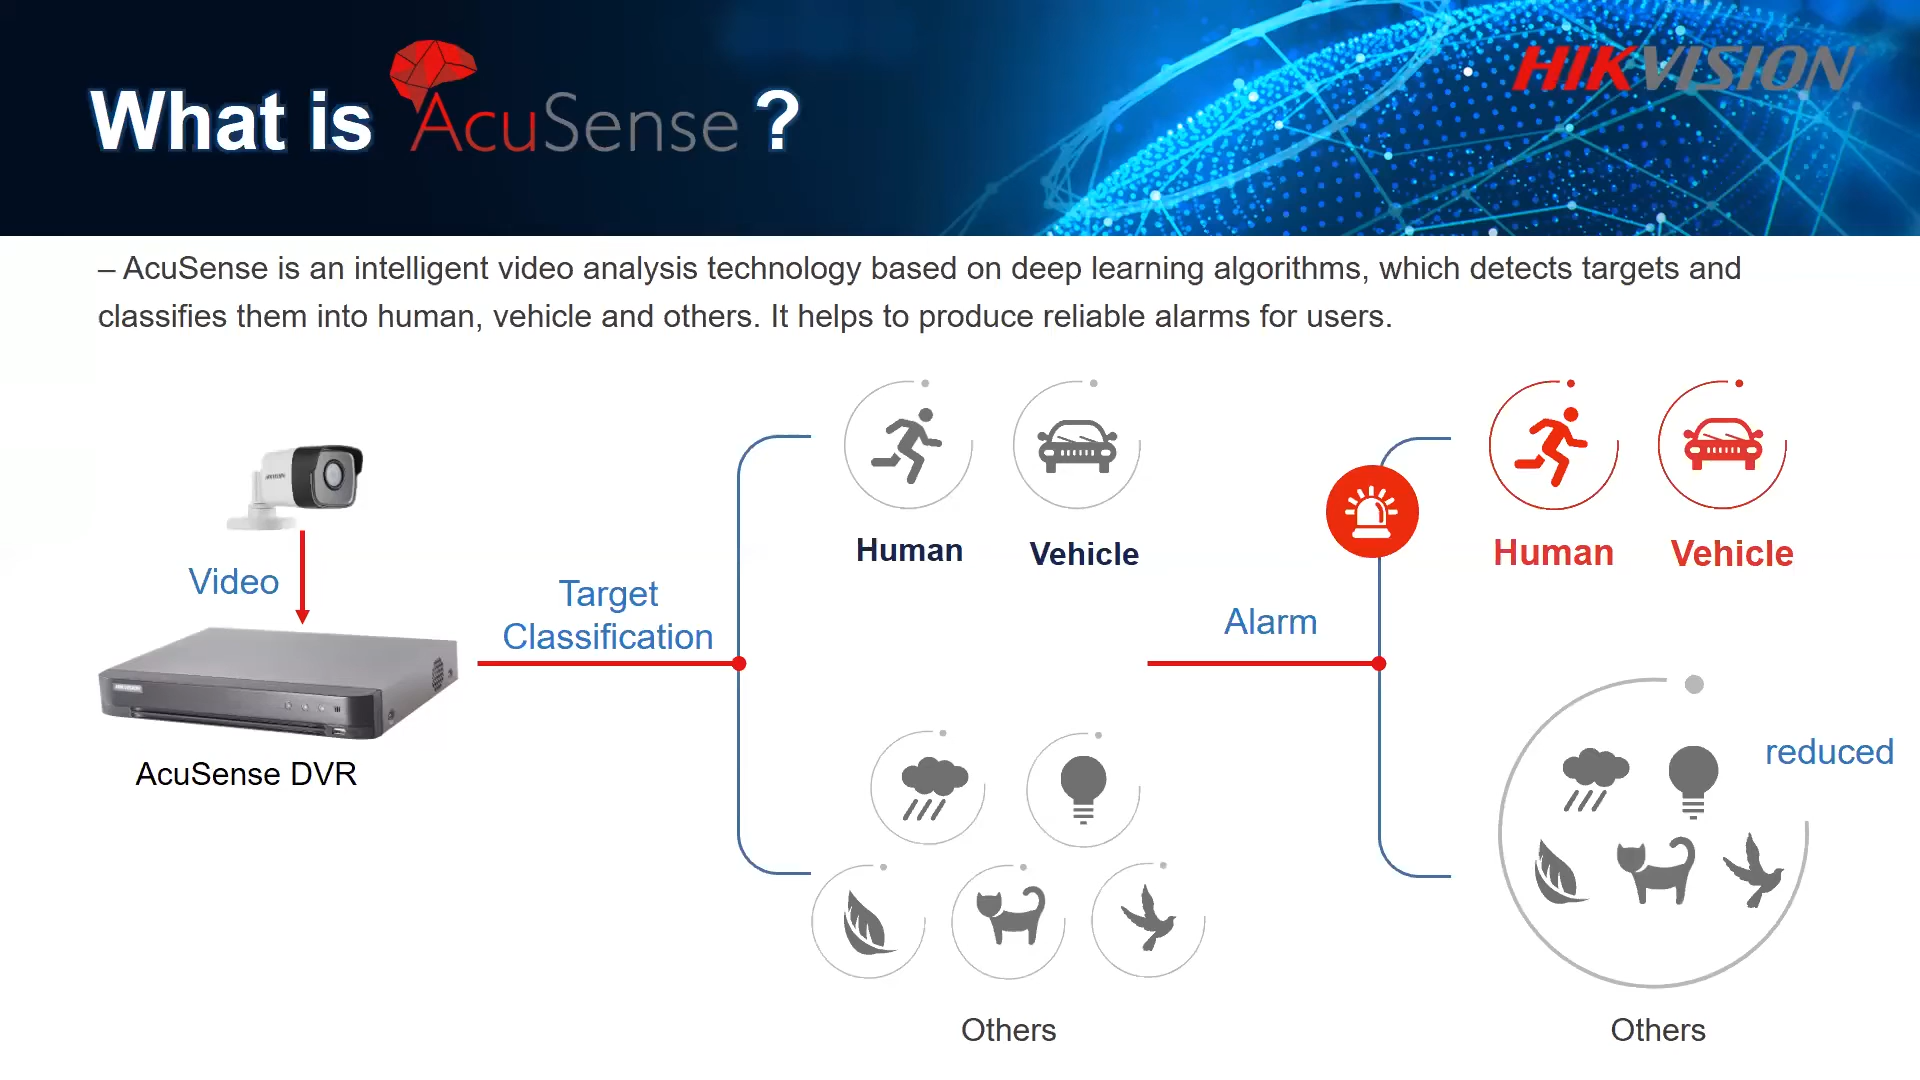 What is AcuSense ?
HIKVISION
– AcuSense is an intelligent video analysis technology based on deep learning algorithms, which detects targets and
classifies them into human, vehicle and others. It helps to produce reliable alarms for users.
Human
Vehicle
Human
Vehicle
Video
Target
Classification
Alarm
HIKVISION
reduced
AcuSense DVR
Others
Others